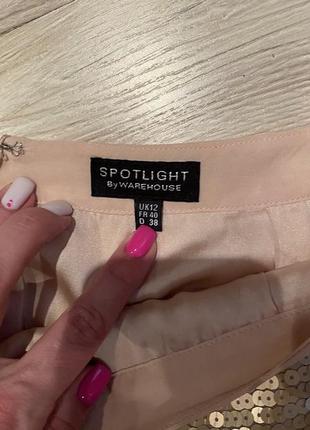 SPOTLIGHT
By WAREHOUSE
UK 12
FR 40
D 38